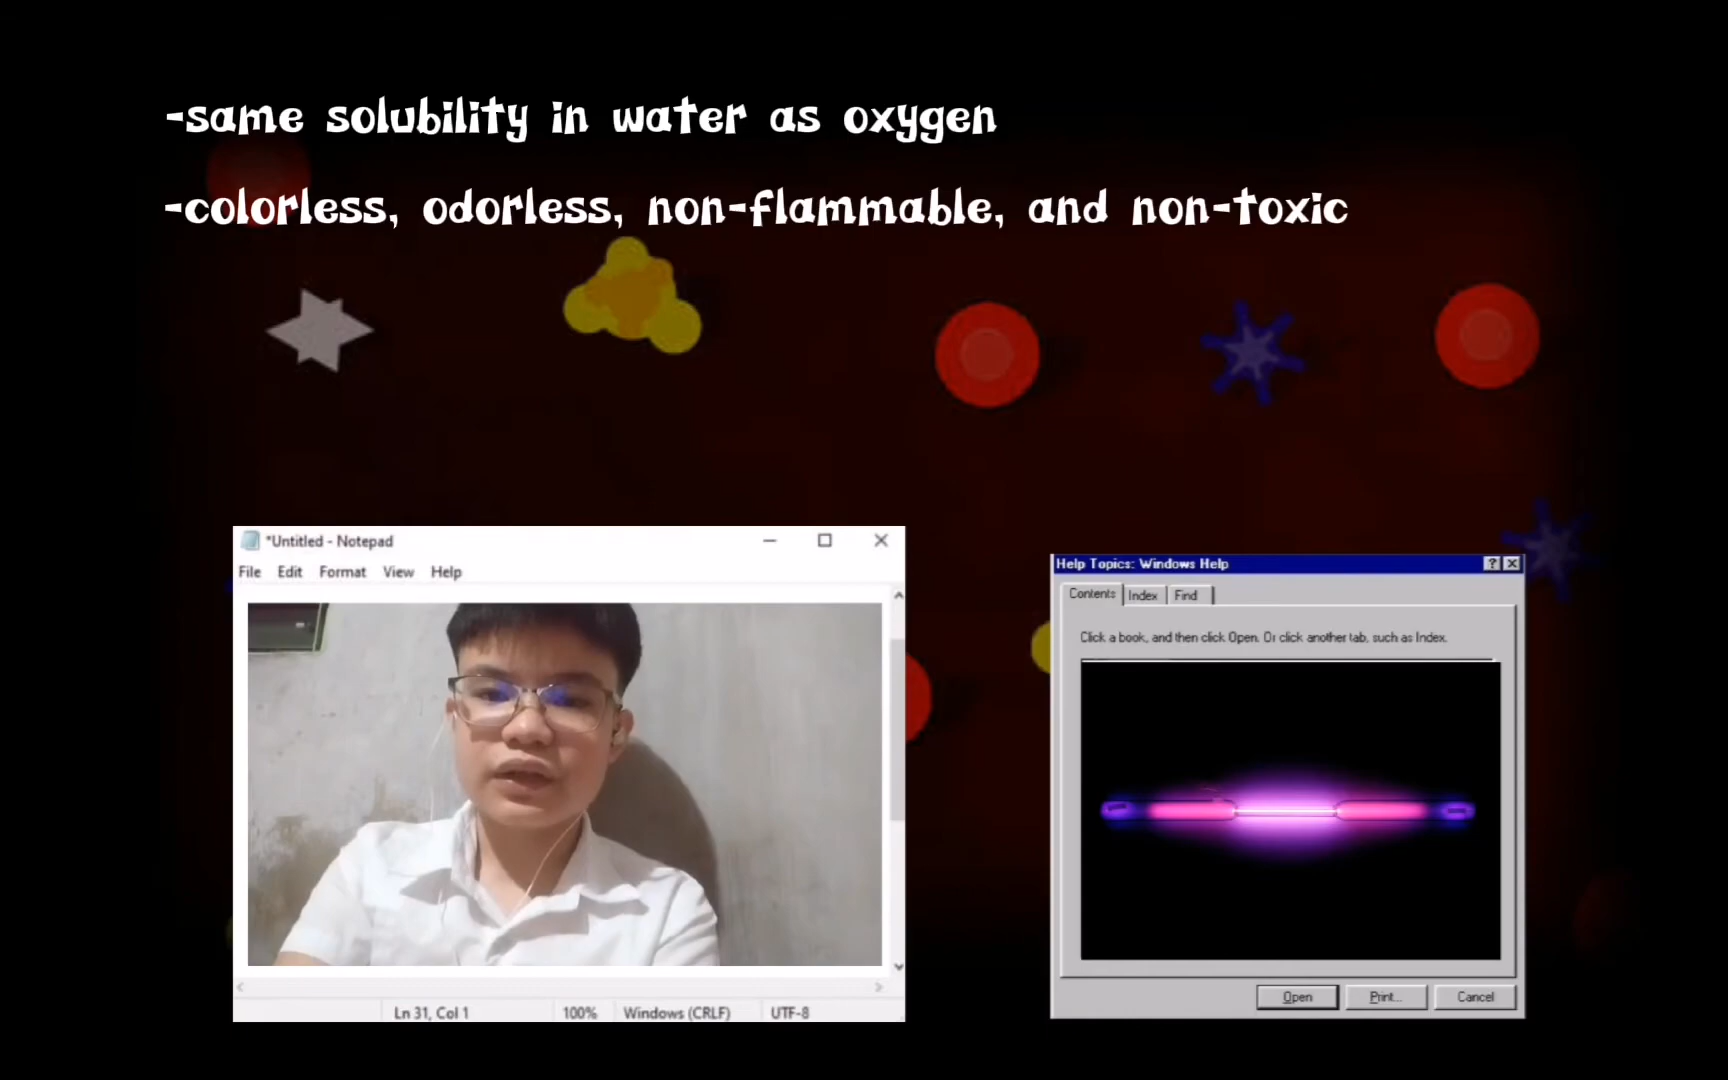 -same solubility in water as oxygen
-colorless, odorless, non-flammable, and non-toxic
*Untitled - Notepad
File Edit Format View Help
Ln 31, Col 1 100% Windows (CRLF) UTF-8
Help Topics: Windows Help
Contents Index Find
Click a book, and then click Open. Or click another tab, such as Index.
Open Print... Cancel